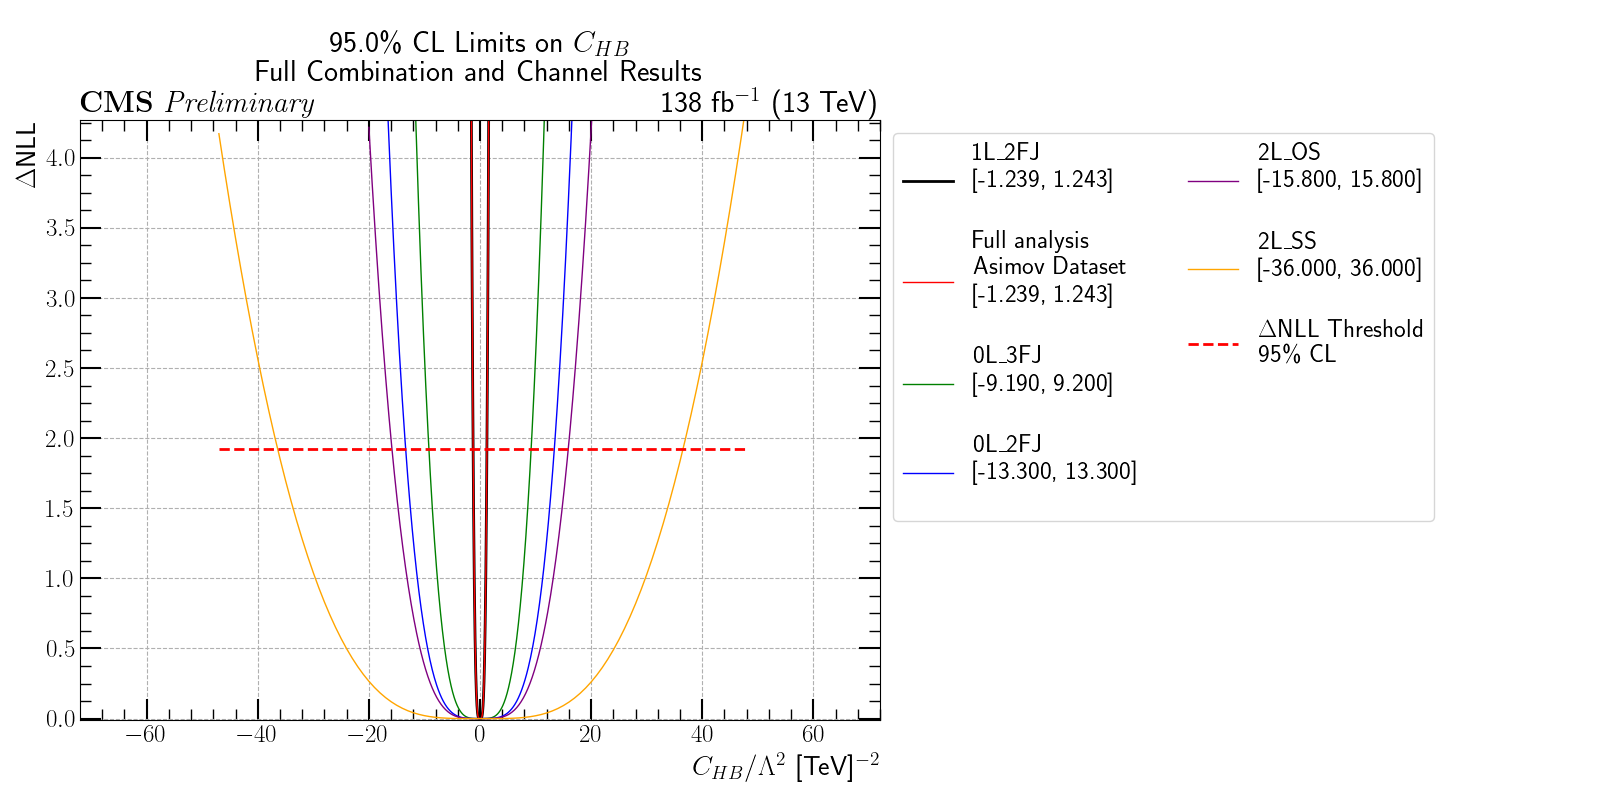 95.0% CL Limits on C_{HB}
Full Combination and Channel Results
CMS Preliminary
138 fb^{-1} (13 TeV)
ΔNLL
4.0
3.5
3.0
2.5
2.0
1.5
1.0
0.5
0.0
−60 −40 −20 0 20 40 60
C_{HB}/Λ^{2} [TeV]^{-2}
1L_2FJ
[-1.239, 1.243]
Full analysis
Asimov Dataset
[-1.239, 1.243]
0L_3FJ
[-9.190, 9.200]
0L_2FJ
[-13.300, 13.300]
2L_OS
[-15.800, 15.800]
2L_SS
[-36.000, 36.000]
ΔNLL Threshold
95% CL